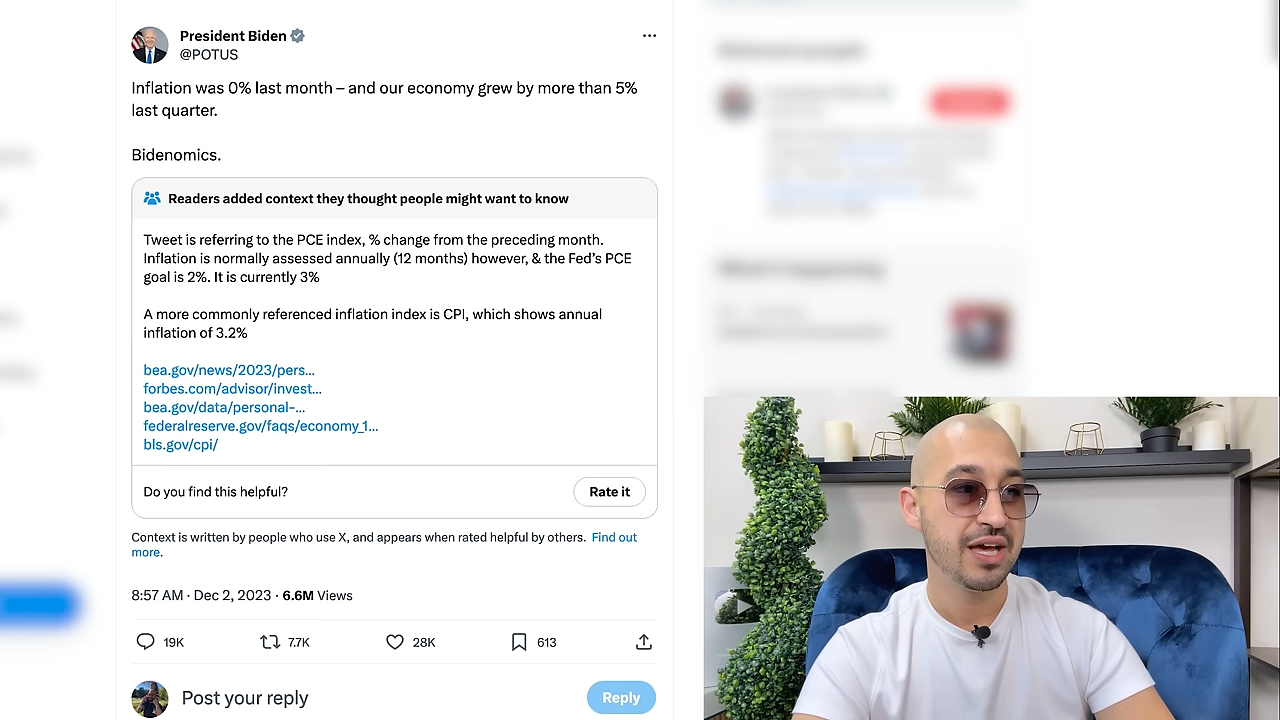 President Biden
@POTUS
Inflation was 0% last month – and our economy grew by more than 5%
last quarter.
Bidenomics.
Readers added context they thought people might want to know
Tweet is referring to the PCE index, % change from the preceding month.
Inflation is normally assessed annually (12 months) however, & the Fed's PCE
goal is 2%. It is currently 3%
A more commonly referenced inflation index is CPI, which shows annual
inflation of 3.2%
bea.gov/news/2023/pers...
forbes.com/advisor/invest...
bea.gov/data/personal-...
federalreserve.gov/faqs/economy_1...
bls.gov/cpi/
Do you find this helpful?
Rate it
Context is written by people who use X, and appears when rated helpful by others. Find out
more.
8:57 AM · Dec 2, 2023 · 6.6M Views
19K 7.7K 28K 613
Post your reply
Reply